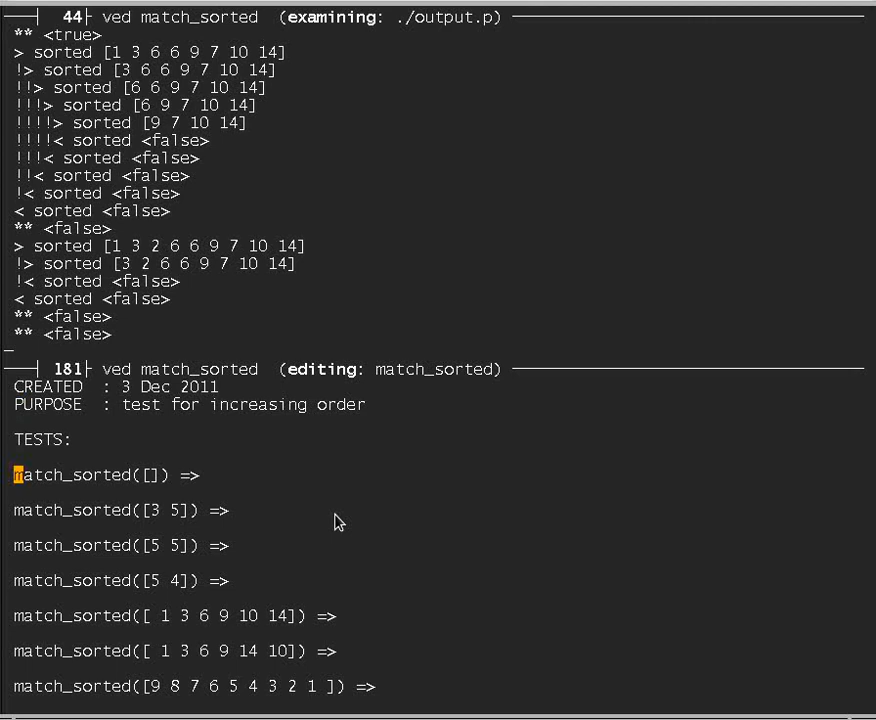 44 ved match_sorted (examining: ./output.p)
** <true>
> sorted [1 3 6 6 9 7 10 14]
!> sorted [3 6 6 9 7 10 14]
!!> sorted [6 6 9 7 10 14]
!!!> sorted [6 9 7 10 14]
!!!!> sorted [9 7 10 14]
!!!!< sorted <false>
!!!< sorted <false>
!!< sorted <false>
!< sorted <false>
< sorted <false>
** <false>
> sorted [1 3 2 6 6 9 7 10 14]
!> sorted [3 2 6 6 9 7 10 14]
!< sorted <false>
< sorted <false>
** <false>
** <false>
181 ved match_sorted (editing: match_sorted)
CREATED : 3 Dec 2011
PURPOSE : test for increasing order
TESTS:
match_sorted([]) =>
match_sorted([3 5]) =>
match_sorted([5 5]) =>
match_sorted([5 4]) =>
match_sorted([ 1 3 6 9 10 14]) =>
match_sorted([ 1 3 6 9 14 10]) =>
match_sorted([9 8 7 6 5 4 3 2 1 ]) =>